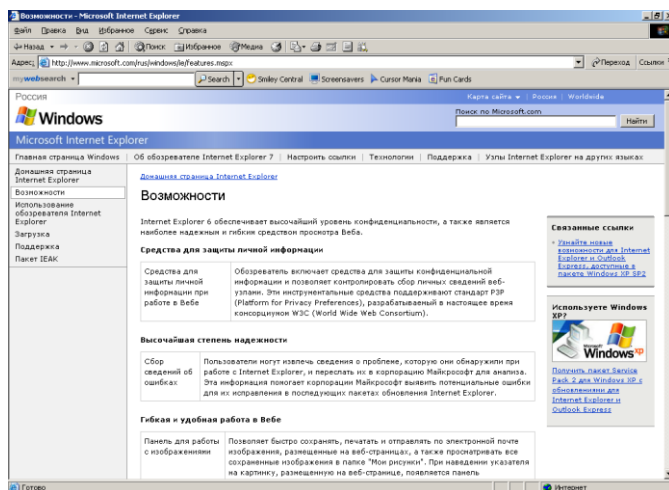 Возможности - Microsoft Internet Explorer
Файл Правка Вид Избранное Сервис Справка
Назад Поиск Избранное Медиа
Адрес: http://www.microsoft.com/rus/windows/ie/features.mspx Переход Ссылки
mywebsearch Search Smiley Central Screensavers Cursor Mania Fun Cards
Россия Карта сайта | Россия | Worldwide
Windows
Поиск по Microsoft.com
Найти
Microsoft Internet Explorer
Главная страница Windows | Об обозревателе Internet Explorer 7 | Настроить ссылки | Технологии | Поддержка | Узлы Internet Explorer на других языках
Домашняя страница
Internet Explorer
Возможности
Использование
обозревателя Internet
Explorer
Загрузка
Поддержка
Пакет IEAK
Домашняя страница Internet Explorer
Возможности
Internet Explorer 6 обеспечивает высочайший уровень конфиденциальности, а также является
наиболее надежным и гибким средством просмотра Веба.
Средства для защиты личной информации
Средства для
защиты личной
информации при
работе в Вебе
Обозреватель включает средства для защиты конфиденциальной
информации и позволяет контролировать сбор личных сведений веб-
узлами. Эти инструментальные средства поддерживают стандарт P3P
(Platform for Privacy Preferences), разрабатываемый в настоящее время
консорциумом W3C (World Wide Web Consortium).
Высочайшая степень надежности
Сбор
сведений об
ошибках
Пользователи могут извлечь сведения о проблеме, которую они обнаружили при
работе с Internet Explorer, и переслать их в корпорацию Майкрософт для анализа.
Эта информация помогает корпорации Майкрософт выявить потенциальные ошибки
для их исправления в последующих пакетах обновления Internet Explorer.
Гибкая и удобная работа в Вебе
Панель для работы
с изображениями
Позволяет быстро сохранять, печатать и отправлять по электронной почте
изображения, размещенные на веб-страницах, а также просматривать все
сохраненные изображения в папке "Мои рисунки". При наведении указателя
на картинку, размещенную на веб-странице, появляется панель
Связанные ссылки
Узнайте новые
возможности для Internet
Explorer и Outlook
Express, доступные в
пакете Windows XP SP2
Используете Windows
XP?
Microsoft
Windows xp
Получить пакет Service
Pack 2 для Windows XP с
обновлениями для
Internet Explorer и
Outlook Express
Готово Интернет